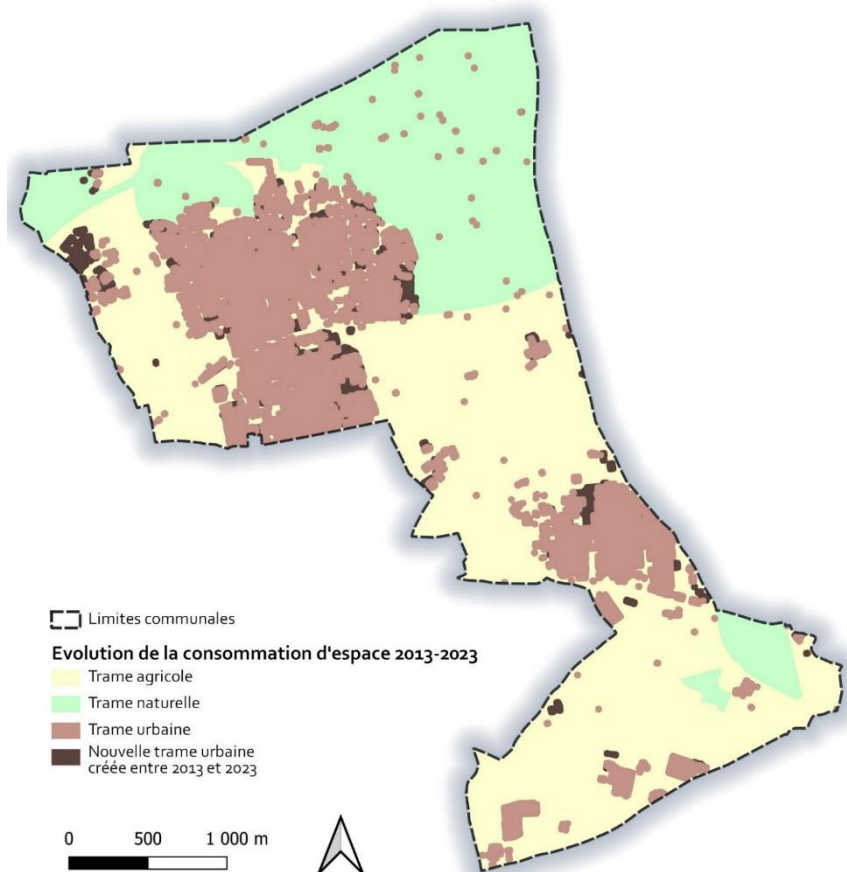 Limites communales
Evolution de la consommation d'espace 2013-2023
Trame agricole
Trame naturelle
Trame urbaine
Nouvelle trame urbaine
créée entre 2013 et 2023
0 500 1 000 m